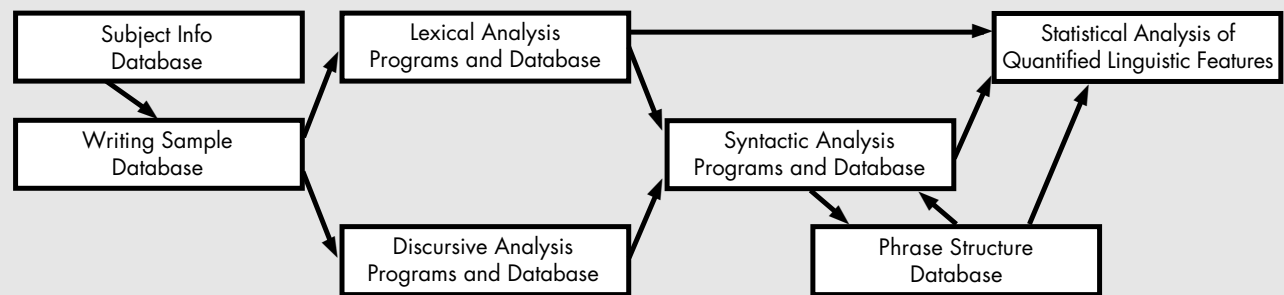 Subject Info
Database
Writing Sample
Database
Lexical Analysis
Programs and Database
Discursive Analysis
Programs and Database
Syntactic Analysis
Programs and Database
Phrase Structure
Database
Statistical Analysis of
Quantified Linguistic Features